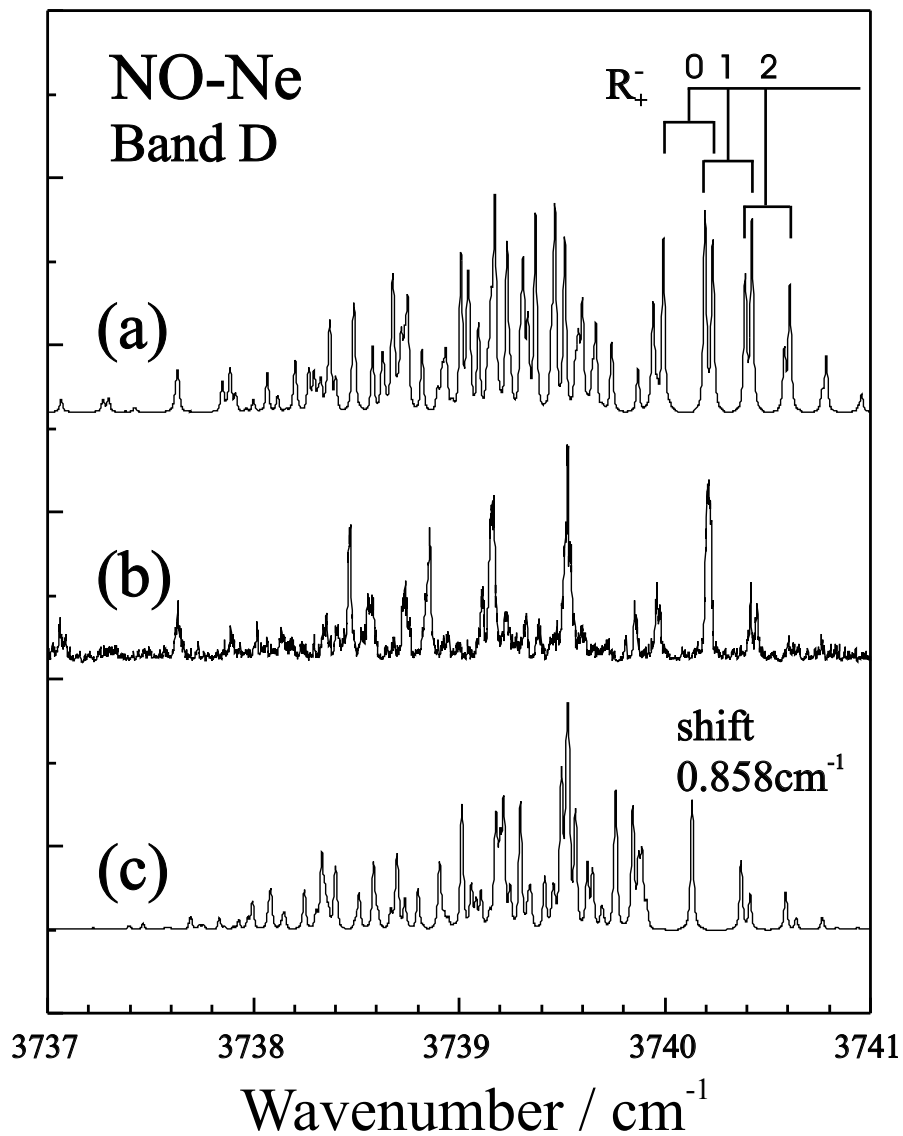 NO-Ne
Band D
R₊⁻ 0 1 2
(a)
(b)
shift
0.858cm⁻¹
(c)
3737 3738 3739 3740 3741
Wavenumber / cm⁻¹